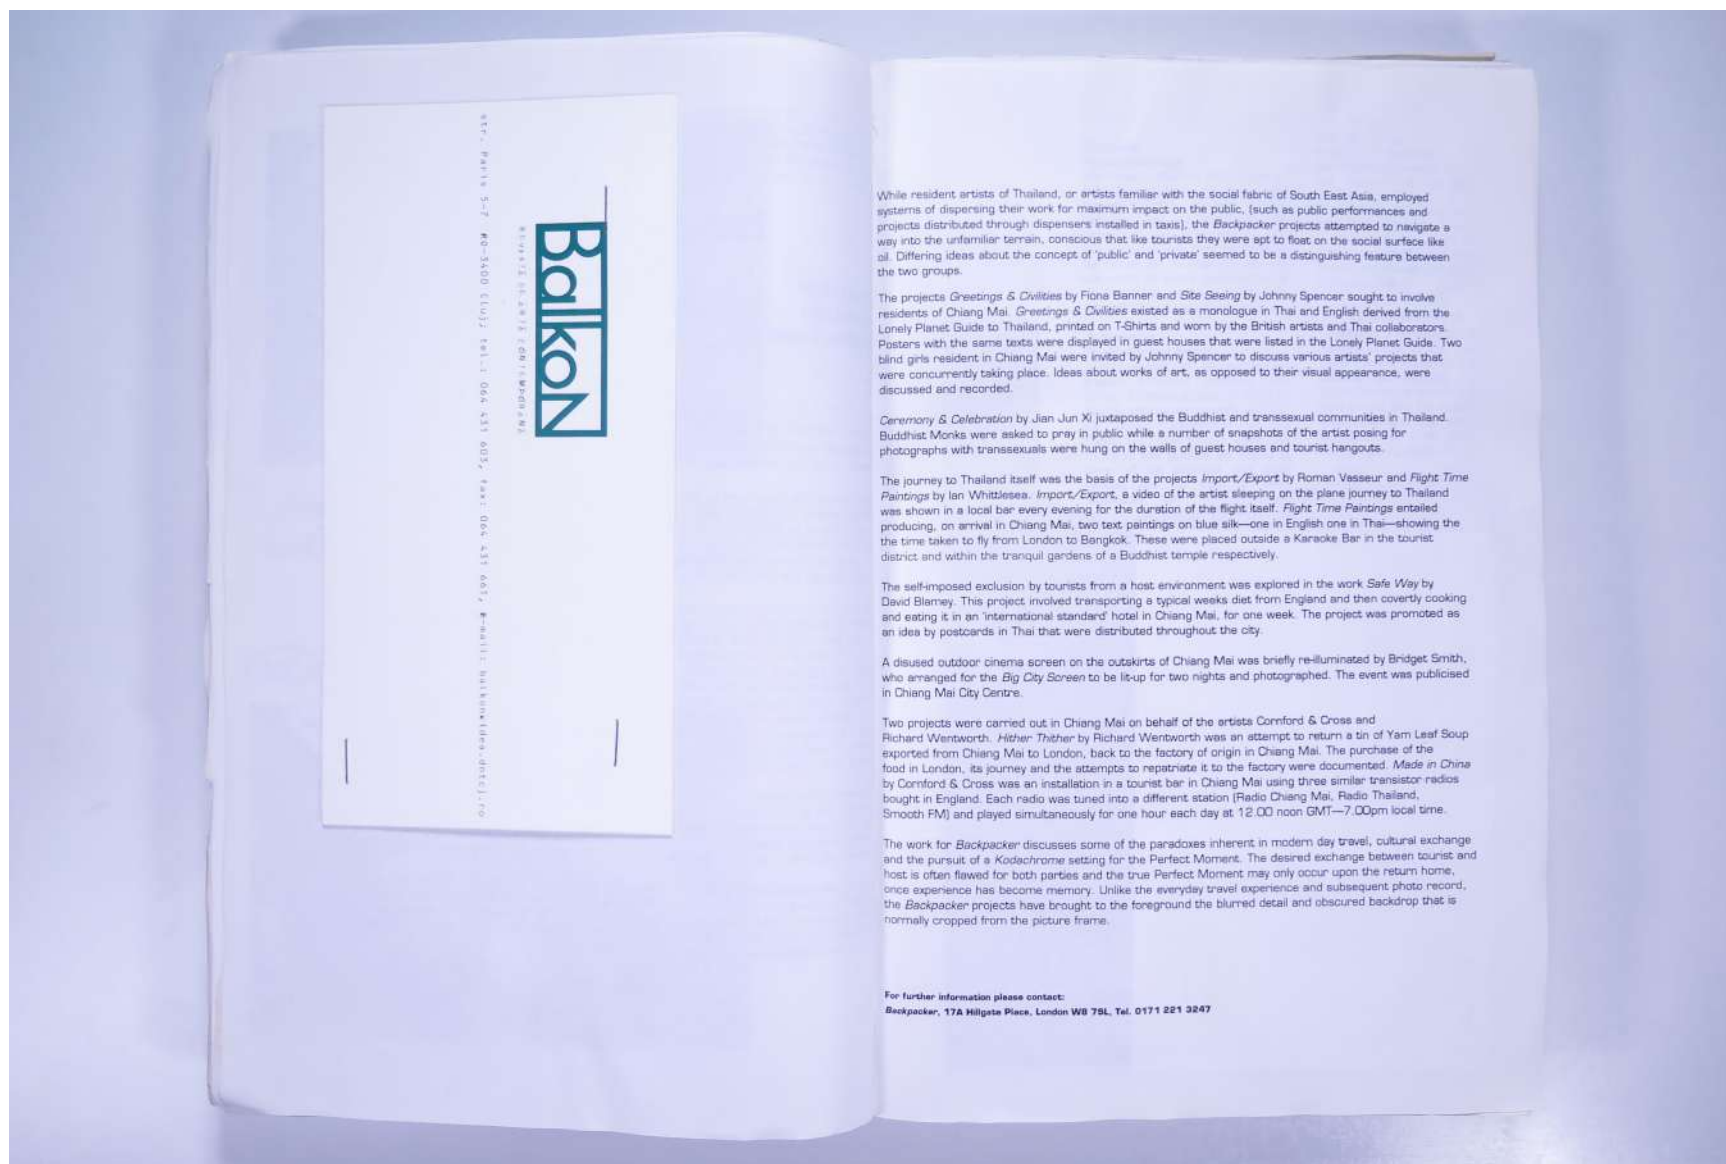 BalkoN
str. Paris 5-7 RO-3400 Cluj, tel.: 064 431 603, fax: 064 431 661,
While resident artists of Thailand, or artists familiar with the social fabric of South East Asia, employed
systems of dispersing their work for maximum impact on the public, (such as public performances and
projects distributed through dispensers installed in taxis), the Backpacker projects attempted to navigate a
way into the unfamiliar terrain, conscious that like tourists they were apt to float on the social surface like
oil. Differing ideas about the concept of 'public' and 'private' seemed to be a distinguishing feature between
the two groups.
The projects Greetings & Civilities by Fiona Banner and Site Seeing by Johnny Spencer sought to involve
residents of Chiang Mai. Greetings & Civilities existed as a monologue in Thai and English derived from the
Lonely Planet Guide to Thailand, printed on T-Shirts and worn by the British artists and Thai collaborators.
Posters with the same texts were displayed in guest houses that were listed in the Lonely Planet Guide. Two
blind girls resident in Chiang Mai were invited by Johnny Spencer to discuss various artists' projects that
were concurrently taking place. Ideas about works of art, as opposed to their visual appearance, were
discussed and recorded.
Ceremony & Celebration by Jian Jun Xi juxtaposed the Buddhist and transsexual communities in Thailand.
Buddhist Monks were asked to pray in public while a number of snapshots of the artist posing for
photographs with transsexuals were hung on the walls of guest houses and tourist hangouts.
The journey to Thailand itself was the basis of the projects Import/Export by Roman Vasseur and Flight Time
Paintings by Ian Whittlesea. Import/Export, a video of the artist sleeping on the plane journey to Thailand
was shown in a local bar every evening for the duration of the flight itself. Flight Time Paintings entailed
producing, on arrival in Chiang Mai, two text paintings on blue silk—one in English one in Thai—showing the
the time taken to fly from London to Bangkok. These were placed outside a Karaoke Bar in the tourist
district and within the tranquil gardens of a Buddhist temple respectively.
The self-imposed exclusion by tourists from a host environment was explored in the work Safe Way by
David Blamey. This project involved transporting a typical weeks diet from England and then covertly cooking
and eating it in an 'international standard' hotel in Chiang Mai, for one week. The project was promoted as
an idea by postcards in Thai that were distributed throughout the city.
A disused outdoor cinema screen on the outskirts of Chiang Mai was briefly re-illuminated by Bridget Smith,
who arranged for the Big City Screen to be lit-up for two nights and photographed. The event was publicised
in Chiang Mai City Centre.
Two projects were carried out in Chiang Mai on behalf of the artists Cornford & Cross and
Richard Wentworth. Hither Thither by Richard Wentworth was an attempt to return a tin of Yam Leaf Soup
exported from Chiang Mai to London, back to the factory of origin in Chiang Mai. The purchase of the
food in London, its journey and the attempts to repatriate it to the factory were documented. Made in China
by Cornford & Cross was an installation in a tourist bar in Chiang Mai using three similar transistor radios
bought in England. Each radio was tuned into a different station (Radio Chiang Mai, Radio Thailand,
Smooth FM) and played simultaneously for one hour each day at 12.00 noon GMT—7.00pm local time.
The work for Backpacker discusses some of the paradoxes inherent in modern day travel, cultural exchange
and the pursuit of a Kodachrome setting for the Perfect Moment. The desired exchange between tourist and
host is often flawed for both parties and the true Perfect Moment may only occur upon the return home,
once experience has become memory. Unlike the everyday travel experience and subsequent photo record,
the Backpacker projects have brought to the foreground the blurred detail and obscured backdrop that is
normally cropped from the picture frame.
For further information please contact:
Backpacker, 17A Hillgate Place, London W8 7SL, Tel. 0171 221 3247